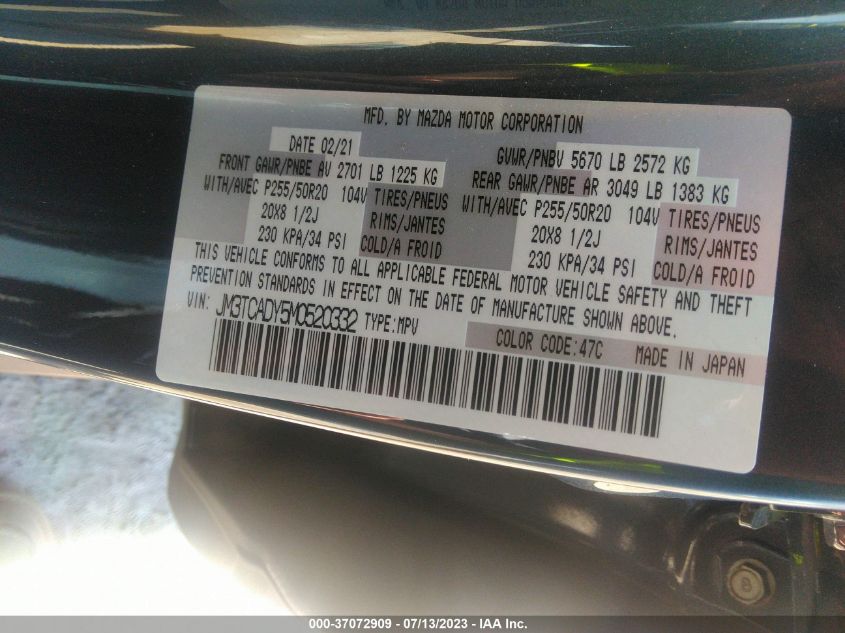 MFD. BY MAZDA MOTOR CORPORATION
DATE 02/21 GVWR/PNBV 5670 LB 2572 KG
FRONT GAWR/PNBE AV 2701 LB 1225 KG REAR GAWR/PNBE AR 3049 LB 1383 KG
WITH/AVEC P255/50R20 104V TIRES/PNEUS WITH/AVEC P255/50R20 104V TIRES/PNEUS
20X8 1/2J RIMS/JANTES 20X8 1/2J RIMS/JANTES
230 KPA/34 PSI COLD/A FROID 230 KPA/34 PSI COLD/A FROID
THIS VEHICLE CONFORMS TO ALL APPLICABLE FEDERAL MOTOR VEHICLE SAFETY AND THEFT
PREVENTION STANDARDS IN EFFECT ON THE DATE OF MANUFACTURE SHOWN ABOVE.
VIN: JM3TCADY5M0520332 TYPE:MPV COLOR CODE:47C MADE IN JAPAN
8
000-37072909 - 07/13/2023 - IAA Inc.